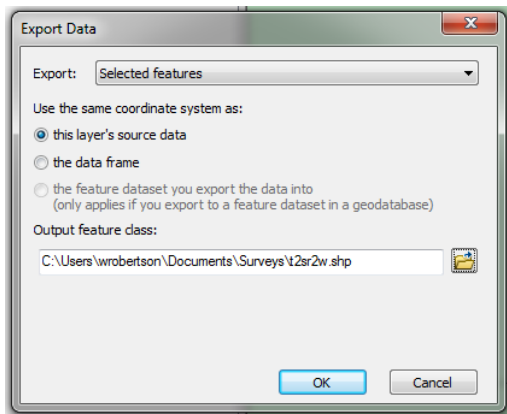 Export Data
Export: Selected features
Use the same coordinate system as:
this layer's source data
the data frame
the feature dataset you export the data into
(only applies if you export to a feature dataset in a geodatabase)
Output feature class:
C:\Users\wrobertson\Documents\Surveys\t2sr2w.shp
OK Cancel